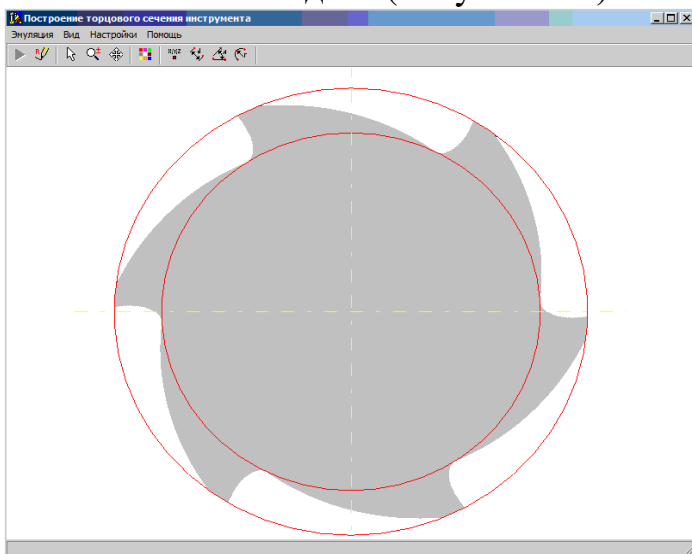 Построение торцового сечения инструмента
Эмуляция Вид Настройки Помощь